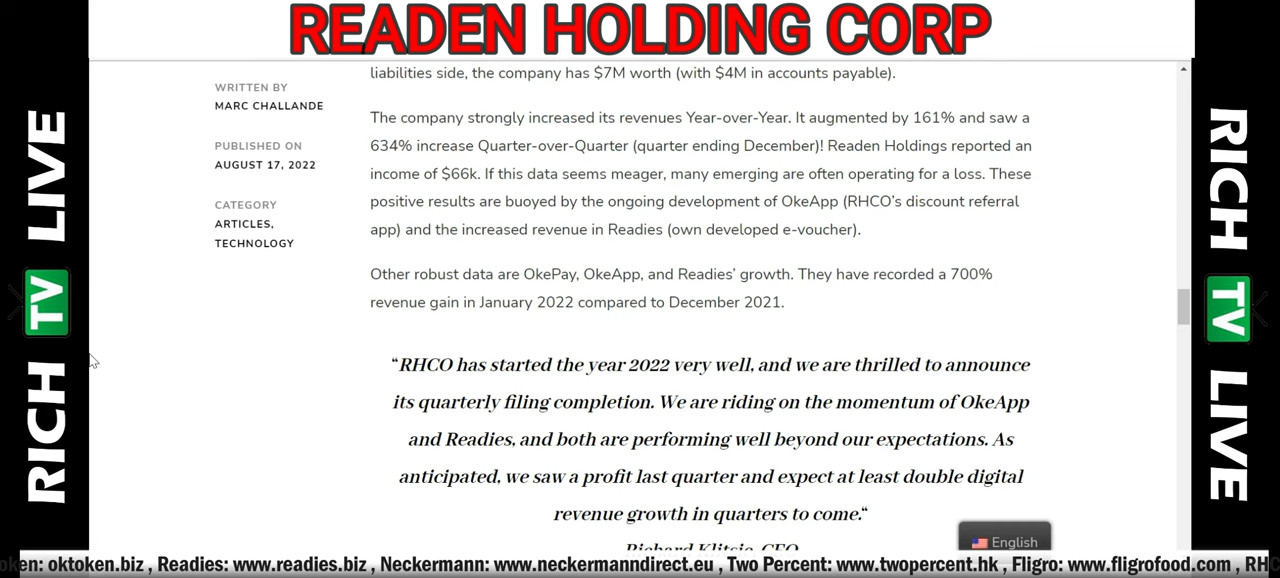 READEN HOLDING CORP
liabilities side, the company has $7M worth (with $4M in accounts payable).
WRITTEN BY
MARC CHALLANDE
PUBLISHED ON
AUGUST 17, 2022
CATEGORY
ARTICLES,
TECHNOLOGY
The company strongly increased its revenues Year-over-Year. It augmented by 161% and saw a
634% increase Quarter-over-Quarter (quarter ending December)! Readen Holdings reported an
income of $66k. If this data seems meager, many emerging are often operating for a loss. These
positive results are buoyed by the ongoing development of OkeApp (RHCO’s discount referral
app) and the increased revenue in Readies (own developed e-voucher).
Other robust data are OkePay, OkeApp, and Readies’ growth. They have recorded a 700%
revenue gain in January 2022 compared to December 2021.
“RHCO has started the year 2022 very well, and we are thrilled to announce
its quarterly filing completion. We are riding on the momentum of OkeApp
and Readies, and both are performing well beyond our expectations. As
anticipated, we saw a profit last quarter and expect at least double digital
revenue growth in quarters to come.“
Richard Klitsie, CEO
English
RICH TV LIVE
RICH TV LIVE
ken: oktoken.biz , Readies: www.readies.biz , Neckermann: www.neckermanndirect.eu , Two Percent: www.twopercent.hk , Fligro: www.fligrofood.com , RHC